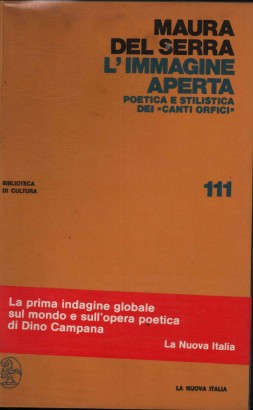 MAURA
DEL SERRA
L'IMMAGINE
APERTA
POETICA E STILISTICA
DEI «CANTI ORFICI»
BIBLIOTECA
DI CULTURA
111
La prima indagine globale
sul mondo e sull'opera poetica
di Dino Campana
La Nuova Italia
LA NUOVA ITALIA